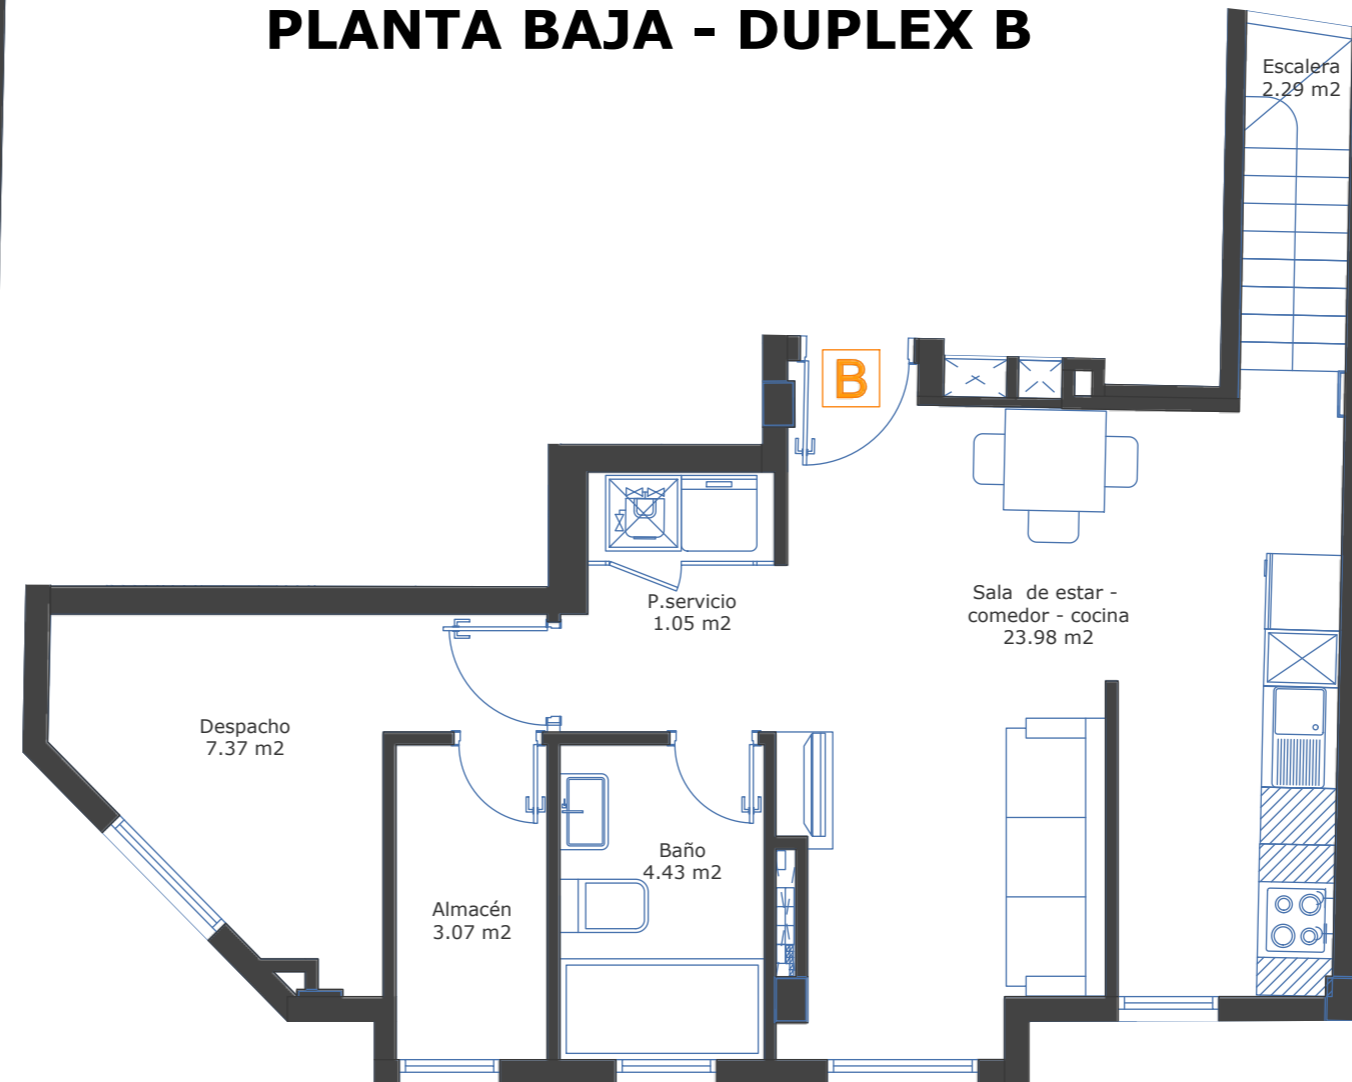 PLANTA BAJA - DUPLEX B
Escalera
2.29 m2
B
Sala de estar -
comedor - cocina
23.98 m2
P.servicio
1.05 m2
Despacho
7.37 m2
Baño
4.43 m2
Almacén
3.07 m2